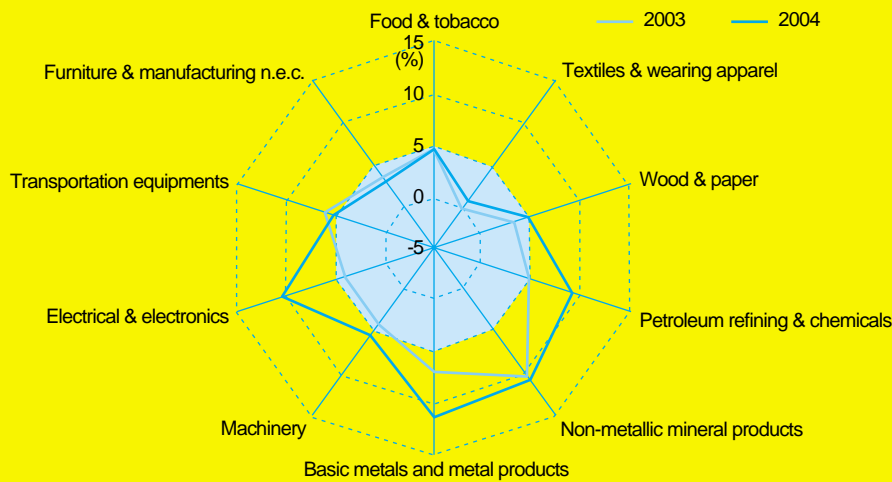 Food & tobacco
2003
2004
15
(%)
Textiles & wearing apparel
Furniture & manufacturing n.e.c.
10
5
Transportation equipments
Wood & paper
0
-5
Electrical & electronics
Petroleum refining & chemicals
Machinery
Non-metallic mineral products
Basic metals and metal products